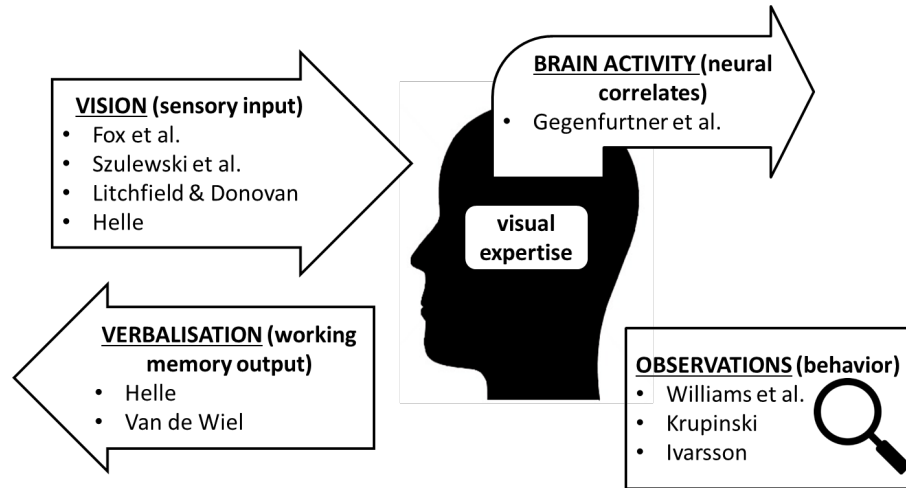 VISION (sensory input)
• Fox et al.
• Szulewski et al.
• Litchfield & Donovan
• Helle
BRAIN ACTIVITY (neural
correlates)
• Gegenfurtner et al.
visual
expertise
VERBALISATION (working
memory output)
• Helle
• Van de Wiel
OBSERVATIONS (behavior)
• Williams et al.
• Krupinski
• Ivarsson